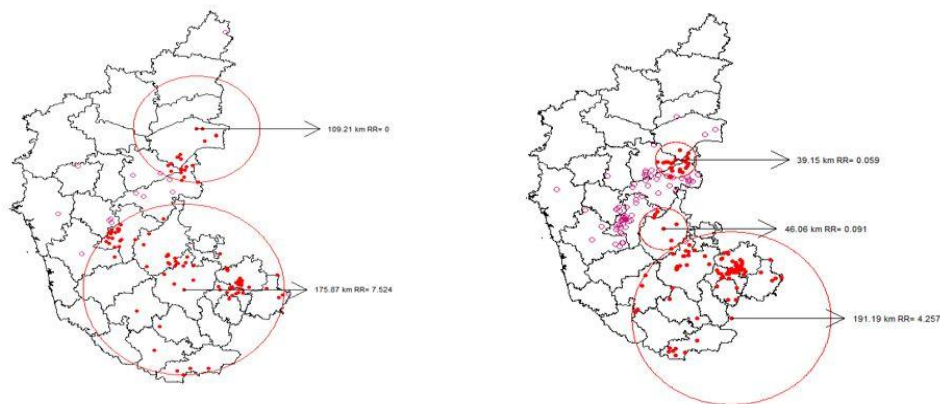 109.21 km RR= 0
175.87 km RR= 7.524
39.15 km RR = 0.059
46.06 km RR = 0.091
191.19 km RR = 4.257